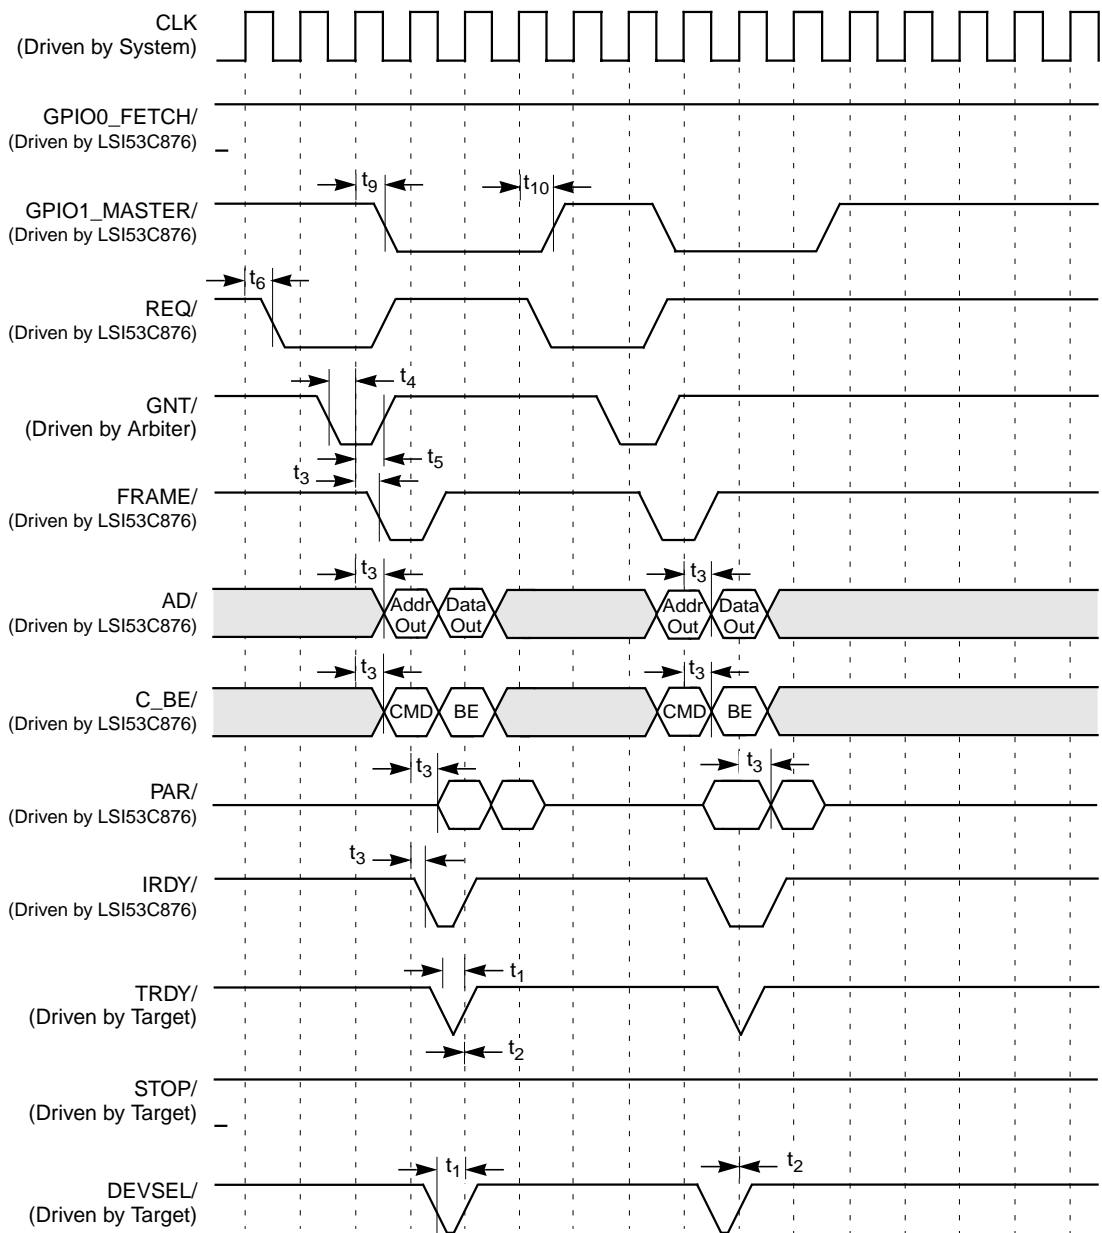 CLK
(Driven by System)
GPIO0_FETCH/
(Driven by LSI53C876)
t9
t10
GPIO1_MASTER/
(Driven by LSI53C876)
t6
REQ/
(Driven by LSI53C876)
t4
GNT/
(Driven by Arbiter)
t5
t3
FRAME/
(Driven by LSI53C876)
t3
t3
AD/
(Driven by LSI53C876)
Addr Out
Data Out
Addr Out
Data Out
t3
t3
C_BE/
(Driven by LSI53C876)
CMD
BE
CMD
BE
t3
t3
PAR/
(Driven by LSI53C876)
t3
IRDY/
(Driven by LSI53C876)
t1
TRDY/
(Driven by Target)
t2
STOP/
(Driven by Target)
t1
t2
DEVSEL/
(Driven by Target)